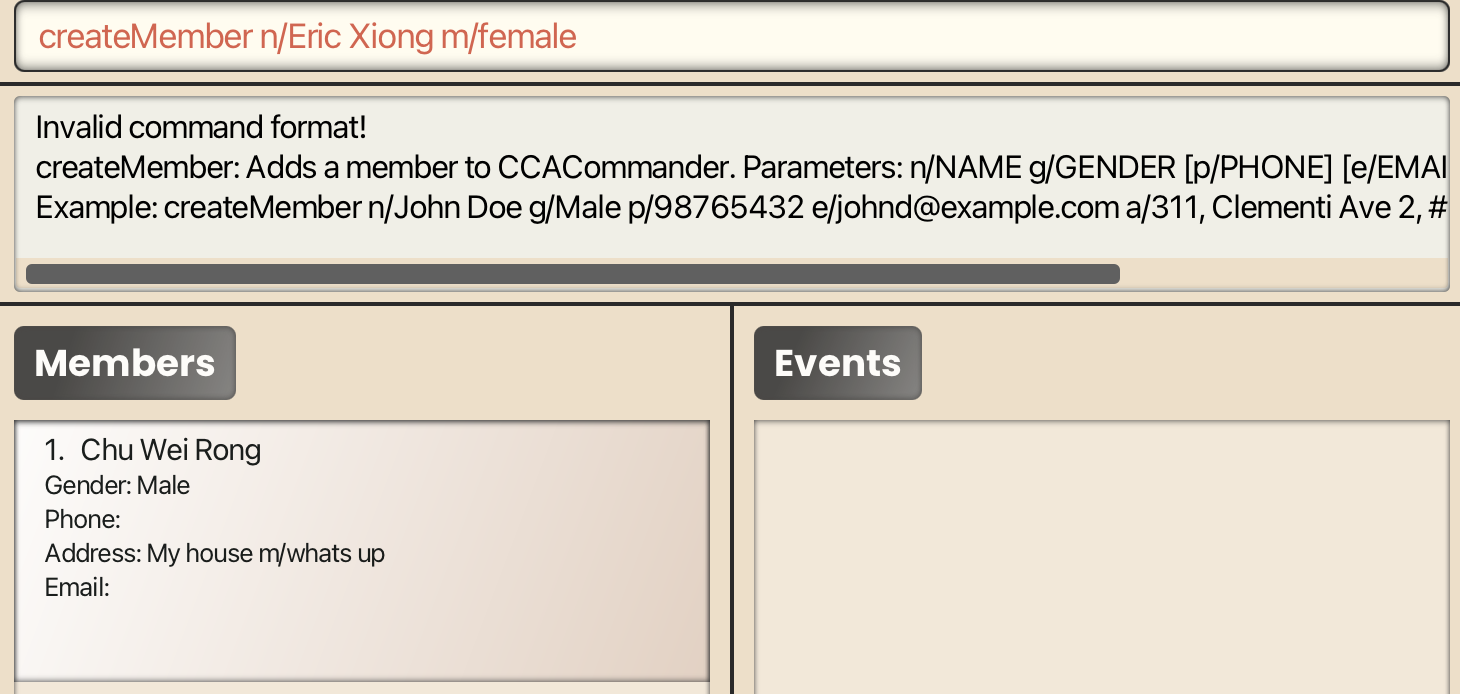 createMember n/Eric Xiong m/female
Invalid command format!
createMember: Adds a member to CCACommander. Parameters: n/NAME g/GENDER [p/PHONE] [e/EMAI
Example: createMember n/John Doe g/Male p/98765432 e/johnd@example.com a/311, Clementi Ave 2, #
Members
Events
1. Chu Wei Rong
Gender: Male
Phone:
Address: My house m/whats up
Email: